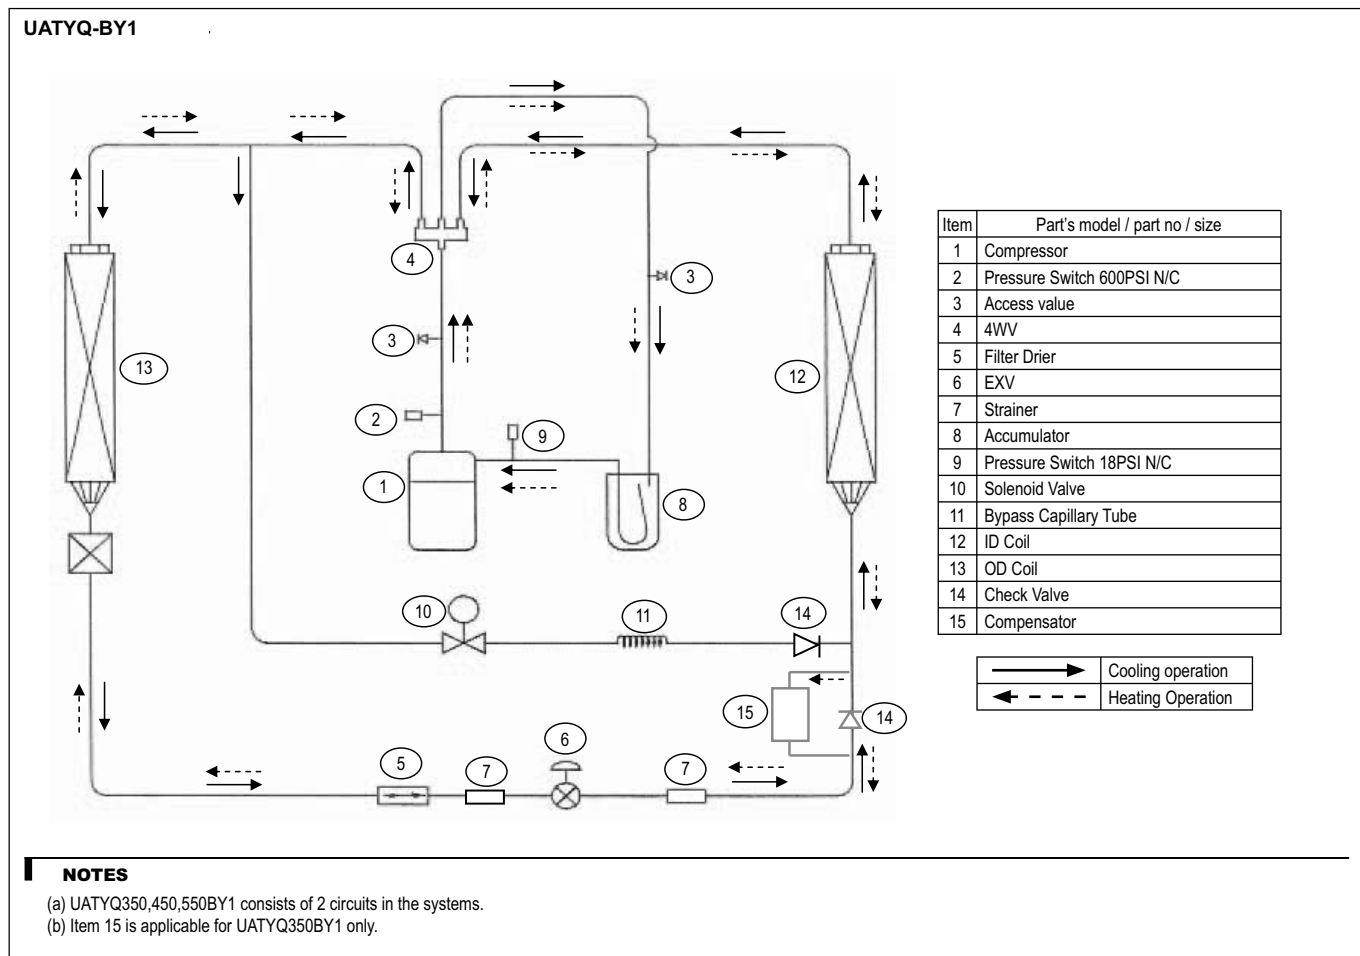 UATYQ-BY1
4
3
3
13
12
2
9
1
8
10
11
14
15
14
6
5
7
7
Item Part's model / part no / size
1 Compressor
2 Pressure Switch 600PSI N/C
3 Access value
4 4WV
5 Filter Drier
6 EXV
7 Strainer
8 Accumulator
9 Pressure Switch 18PSI N/C
10 Solenoid Valve
11 Bypass Capillary Tube
12 ID Coil
13 OD Coil
14 Check Valve
15 Compensator
Cooling operation
Heating Operation
NOTES
(a) UATYQ350,450,550BY1 consists of 2 circuits in the systems.
(b) Item 15 is applicable for UATYQ350BY1 only.